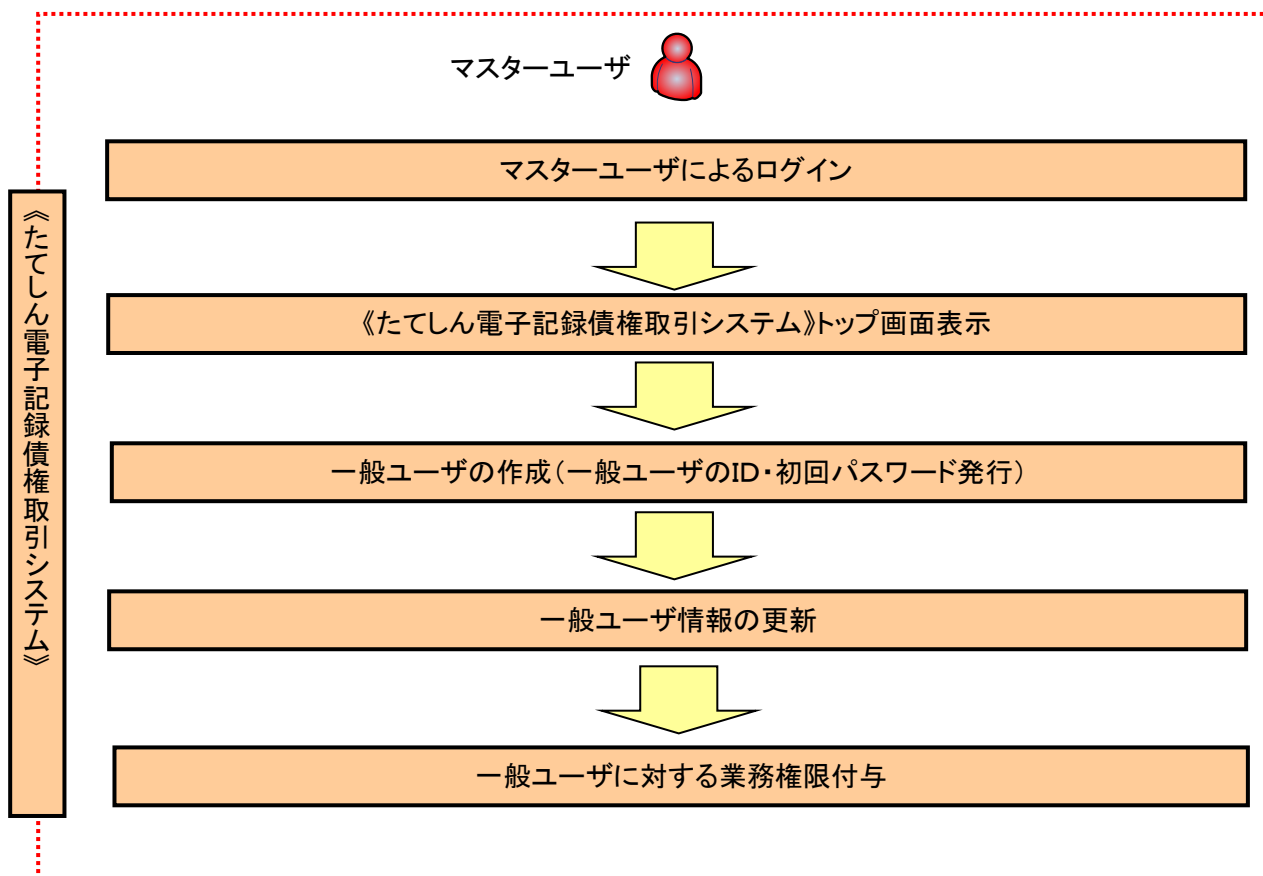 マスターユーザ
マスターユーザによるログイン
《たてしん電子記録債権取引システム》トップ画面表示
一般ユーザの作成(一般ユーザのID・初回パスワード発行)
一般ユーザ情報の更新
一般ユーザに対する業務権限付与
《たてしん電子記録債権取引システム》